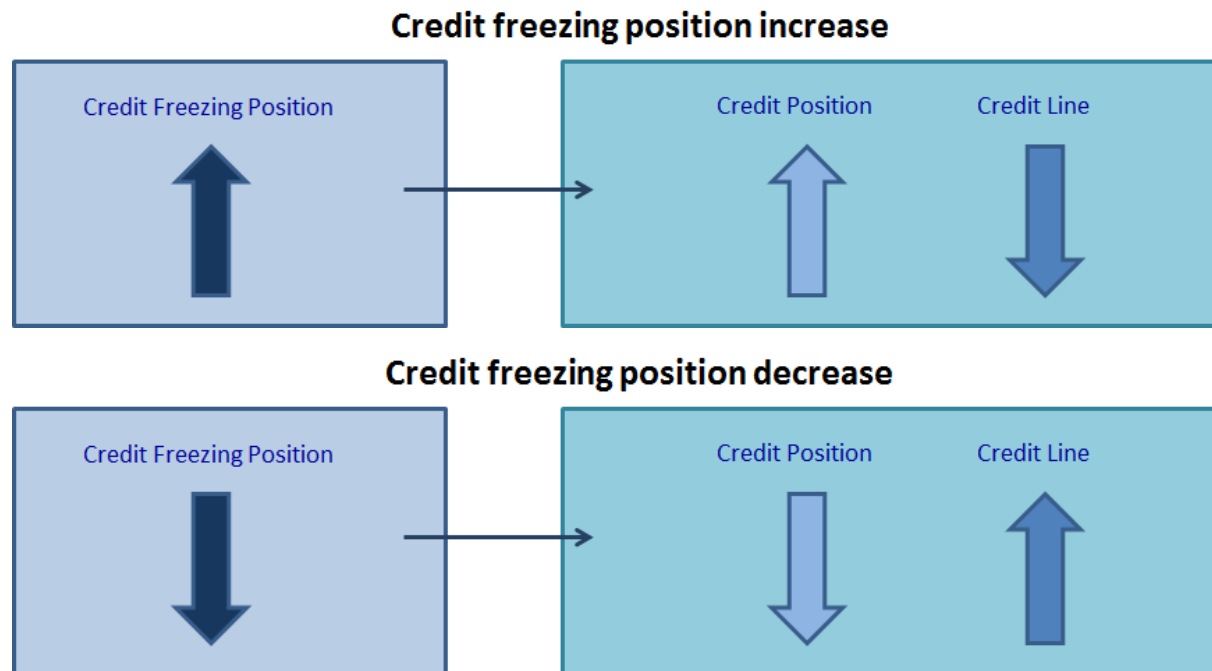 Credit freezing position increase
Credit Freezing Position
Credit Position
Credit Line
Credit freezing position decrease
Credit Freezing Position
Credit Position
Credit Line